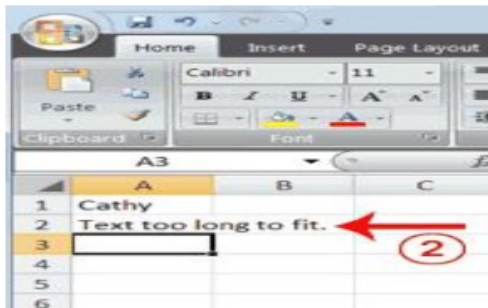 Home Insert Page Layout
Calibri 11
Paste B I U A A
A
Clipboard Font
A3
A B C
1 Cathy
2 Text too long to fit.
2
3
4
5
6